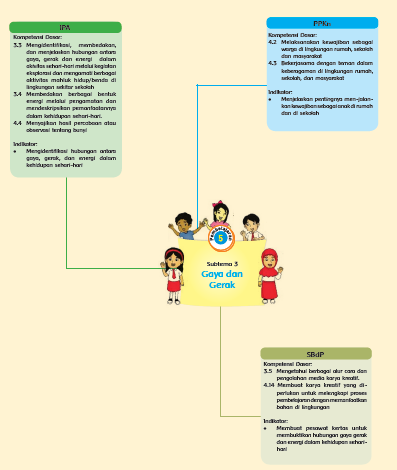 IPA
Kompetensi Dasar:
3.3 Mengidentifikasi, membedakan,
dan menjelaskan hubungan antara
gaya, gerak dan energi dalam
aktivitas sehari-hari melalui kegiatan
eksplorasi dan mengamati berbagai
aktivitas mahluk hidup/benda di
lingkungan sekitar sekolah
3.4 Membedakan berbagai bentuk
energi melalui pengamatan dan
mendeskripsikan pemanfaatannya
dalam kehidupan sehari-hari.
4.4 Menyajikan hasil percobaan atau
observasi tentang bunyi
Indikator:
• Mengidentifikasi hubungan antara
gaya, gerak, dan energi dalam
kehidupan sehari-hari
PPKn
Kompetensi Dasar:
4.2 Melaksanakan kewajiban sebagai
warga di lingkungan rumah, sekolah
dan masyarakat
4.3 Bekerjasama dengan teman dalam
keberagaman di lingkungan rumah,
sekolah, dan masyarakat
Indikator:
• Menjelaskan pentingnya men-jalan-
kan kewajiban sebagai anak di rumah
dan di sekolah
PEMBELAJARAN
5
Subtema 3
Gaya dan
Gerak
SBdP
Kompetensi Dasar:
3.5 Mengetahui berbagai alur cara dan
pengolahan media karya kreatif.
4.14 Membuat karya kreatif yang di-
perlukan untuk melengkapi proses
pembelajaran dengan memanfaatkan
bahan di lingkungan
Indikator:
• Membuat pesawat kertas untuk
membuktikan hubungan gaya gerak
dan energi dalam kehidupan sehari-
hari